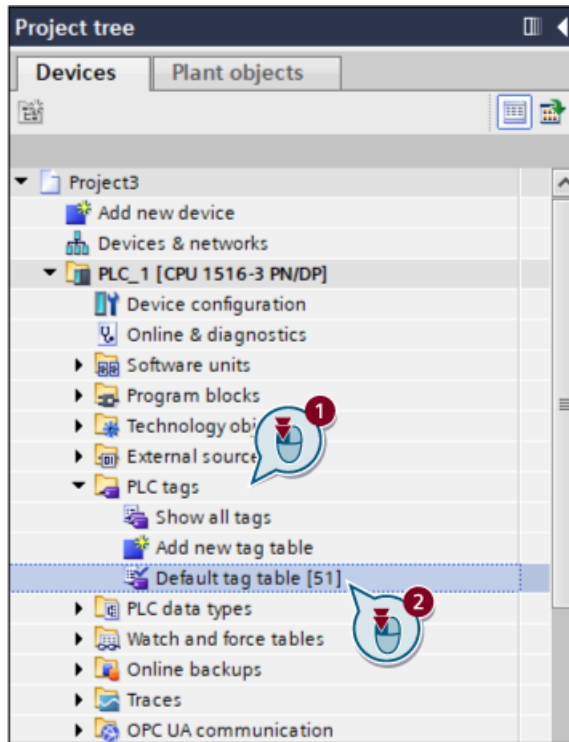 Project tree
Devices
Plant objects
Project3
Add new device
Devices & networks
PLC_1 [CPU 1516-3 PN/DP]
Device configuration
Online & diagnostics
Software units
Program blocks
1
Technology obj
External source
PLC tags
Show all tags
Add new tag table
Default tag table [51]
2
PLC data types
Watch and force tables
Online backups
Traces
OPC UA communication